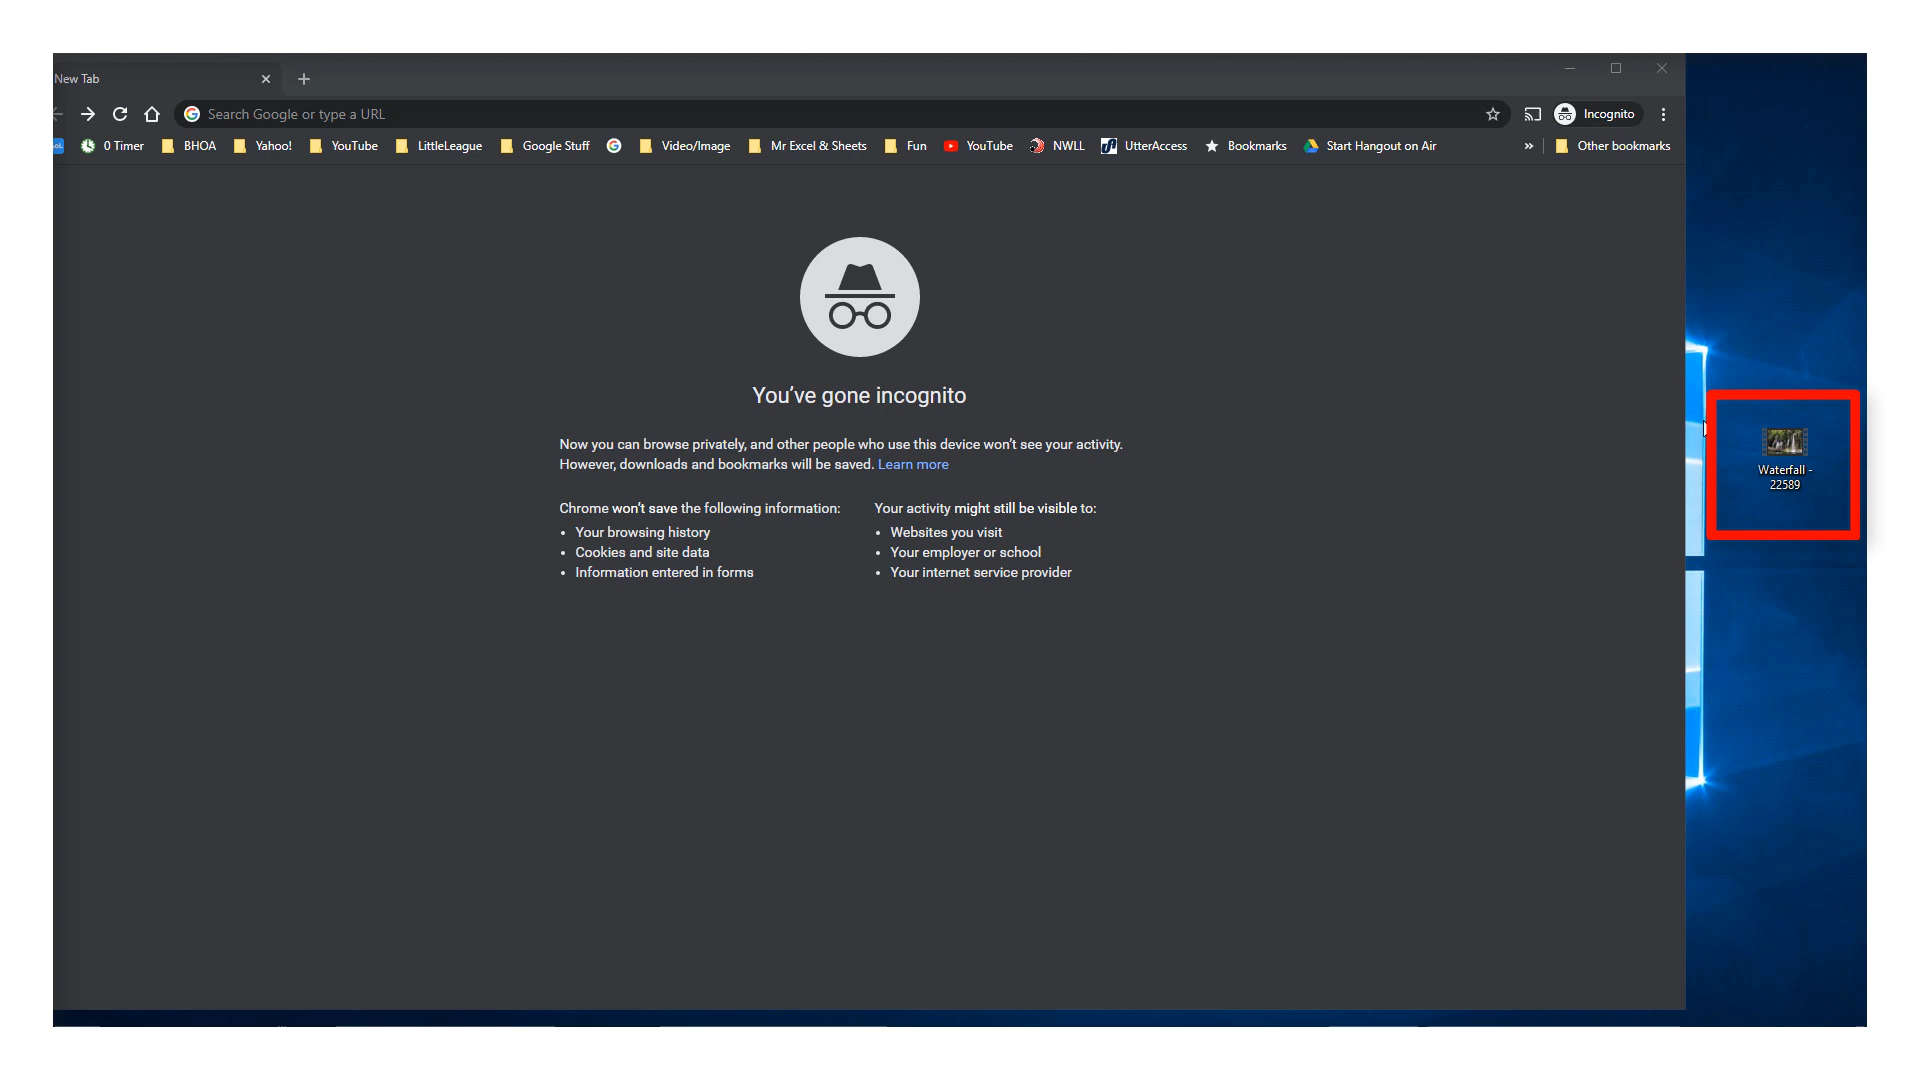 New Tab
Search Google or type a URL
Incognito
0 Timer BHOA Yahoo! YouTube LittleLeague Google Stuff Video/Image Mr Excel & Sheets Fun YouTube NWLL UtterAccess Bookmarks Start Hangout on Air » Other bookmarks
You’ve gone incognito
Now you can browse privately, and other people who use this device won’t see your activity.
However, downloads and bookmarks will be saved. Learn more
Chrome won’t save the following information:
• Your browsing history
• Cookies and site data
• Information entered in forms
Your activity might still be visible to:
• Websites you visit
• Your employer or school
• Your internet service provider
Waterfall -
22589